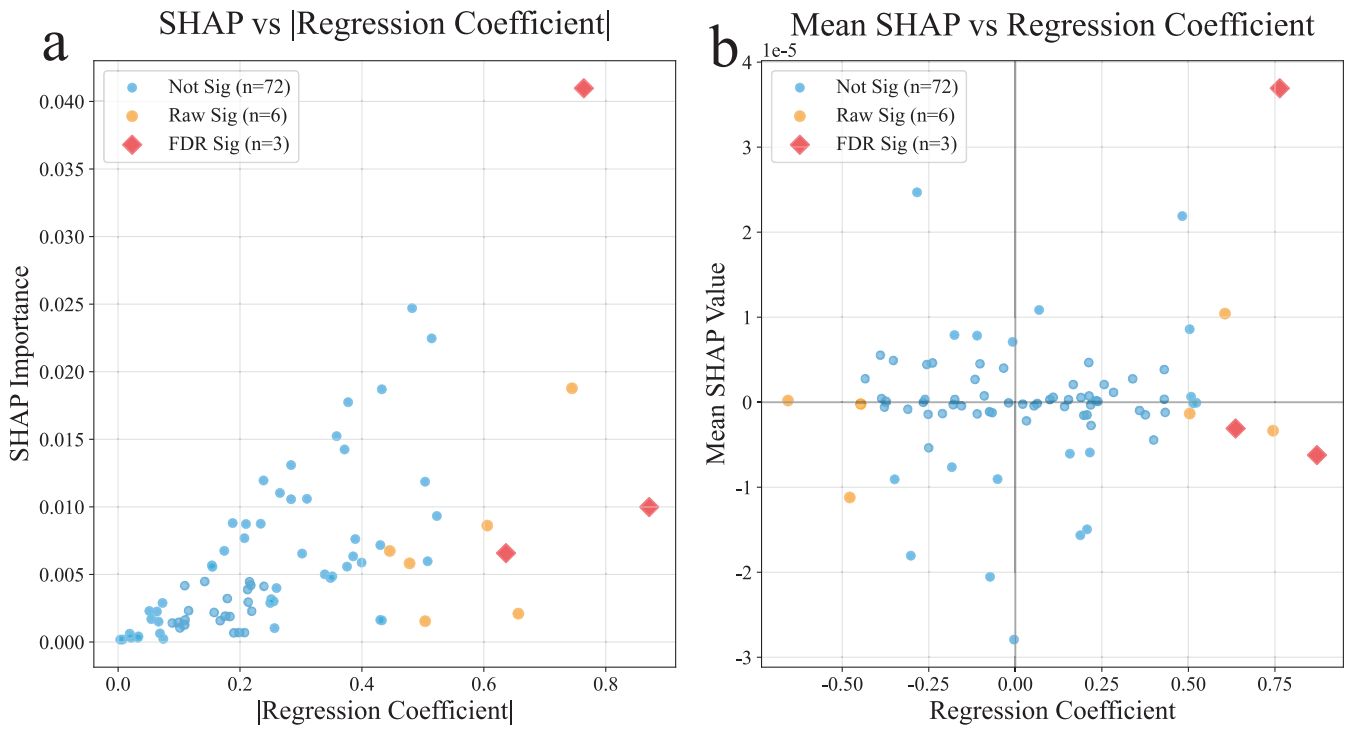 a
SHAP vs |Regression Coefficient|
Not Sig (n=72)
Raw Sig (n=6)
FDR Sig (n=3)
0.040
0.035
0.030
0.025
0.020
0.015
0.010
0.005
0.000
SHAP Importance
0.0 0.2 0.4 0.6 0.8
|Regression Coefficient|
b
Mean SHAP vs Regression Coefficient
1e-5
Not Sig (n=72)
Raw Sig (n=6)
FDR Sig (n=3)
4
3
2
1
0
-1
-2
-3
Mean SHAP Value
-0.50 -0.25 0.00 0.25 0.50 0.75
Regression Coefficient